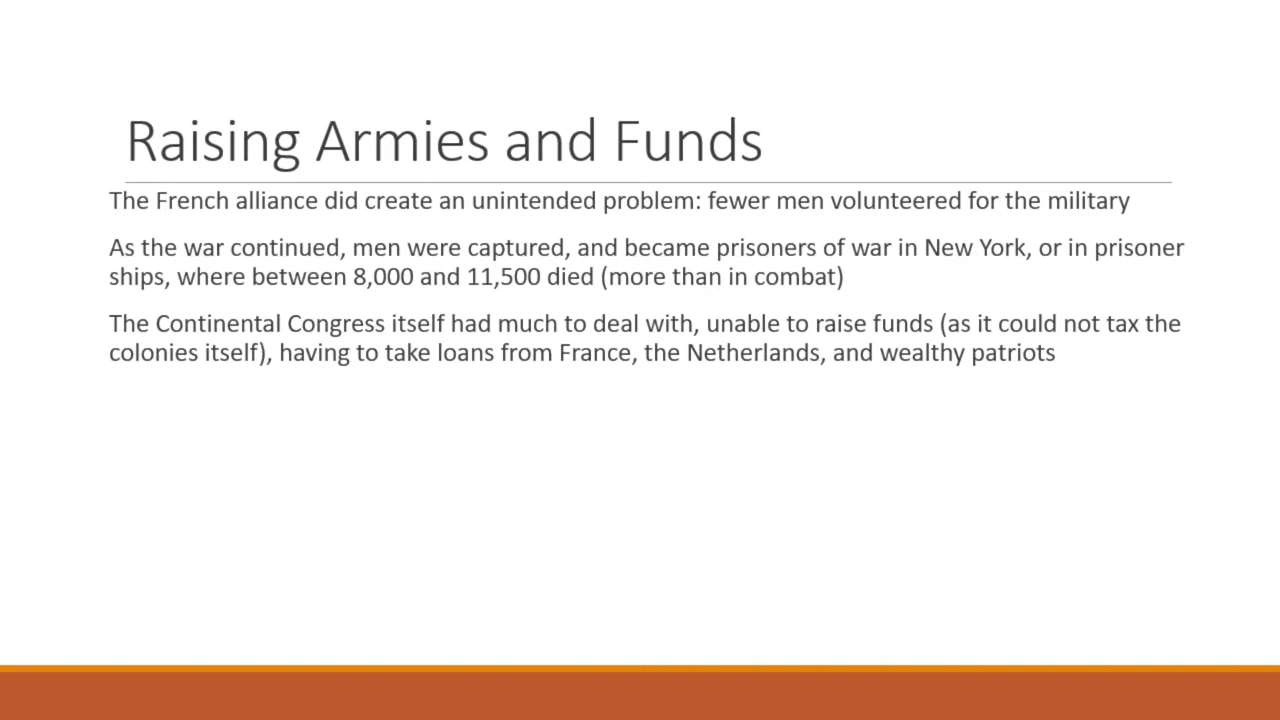 Raising Armies and Funds
The French alliance did create an unintended problem: fewer men volunteered for the military
As the war continued, men were captured, and became prisoners of war in New York, or in prisoner
ships, where between 8,000 and 11,500 died (more than in combat)
The Continental Congress itself had much to deal with, unable to raise funds (as it could not tax the
colonies itself), having to take loans from France, the Netherlands, and wealthy patriots